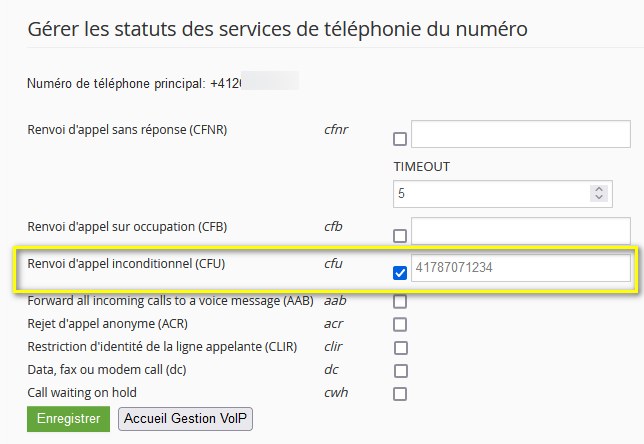 Gérer les statuts des services de téléphonie du numéro
Numéro de téléphone principal: +412
Renvoi d'appel sans réponse (CFNR) cfnr
TIMEOUT
5
Renvoi d'appel sur occupation (CFB) cfb
Renvoi d'appel inconditionnel (CFU) cfu 41787071234
Forward all incoming calls to a voice message (AAB) aab
Rejet d'appel anonyme (ACR) acr
Restriction d'identité de la ligne appelante (CLIR) clir
Data, fax ou modem call (dc) dc
Call waiting on hold cwh
Enregistrer Accueil Gestion VoIP